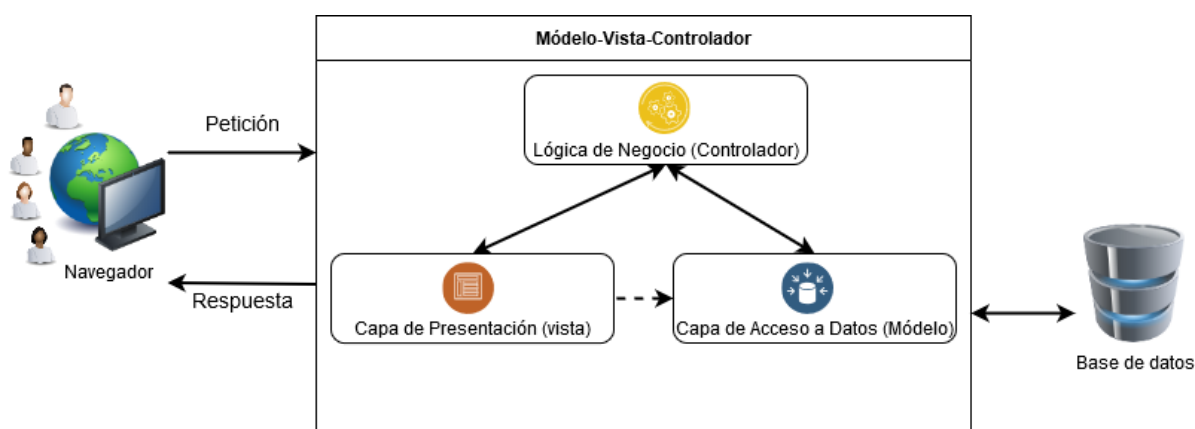 Módelo-Vista-Controlador
Petición
Lógica de Negocio (Controlador)
Navegador
Respuesta
Capa de Presentación (vista)
Capa de Acceso a Datos (Módelo)
Base de datos